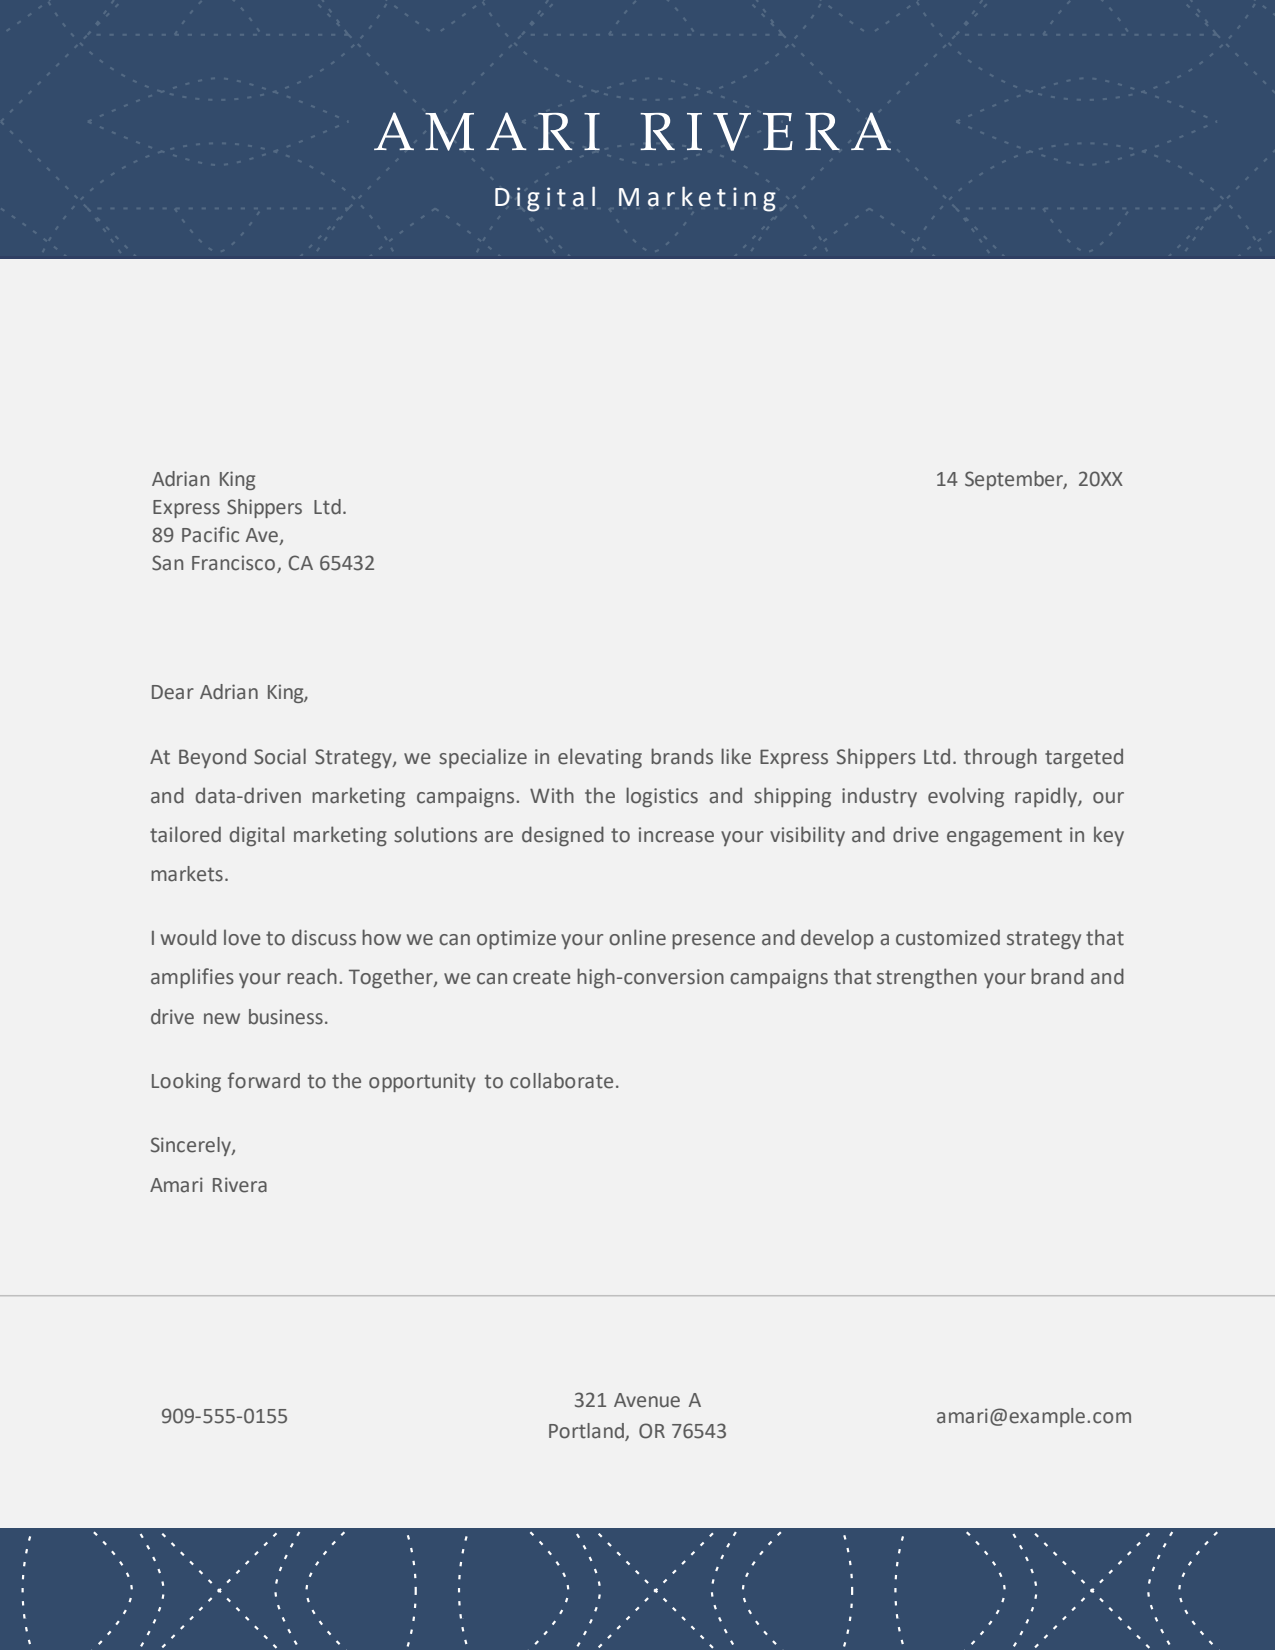 AMARI RIVERA
Digital Marketing
Adrian King
14 September, 20XX
Express Shippers Ltd.
89 Pacific Ave,
San Francisco, CA 65432
Dear Adrian King,
At Beyond Social Strategy, we specialize in elevating brands like Express Shippers Ltd. through targeted
and data-driven marketing campaigns. With the logistics and shipping industry evolving rapidly, our
tailored digital marketing solutions are designed to increase your visibility and drive engagement in key
markets.
I would love to discuss how we can optimize your online presence and develop a customized strategy that
amplifies your reach. Together, we can create high-conversion campaigns that strengthen your brand and
drive new business.
Looking forward to the opportunity to collaborate.
Sincerely,
Amari Rivera
909-555-0155
321 Avenue A
Portland, OR 76543
amari@example.com